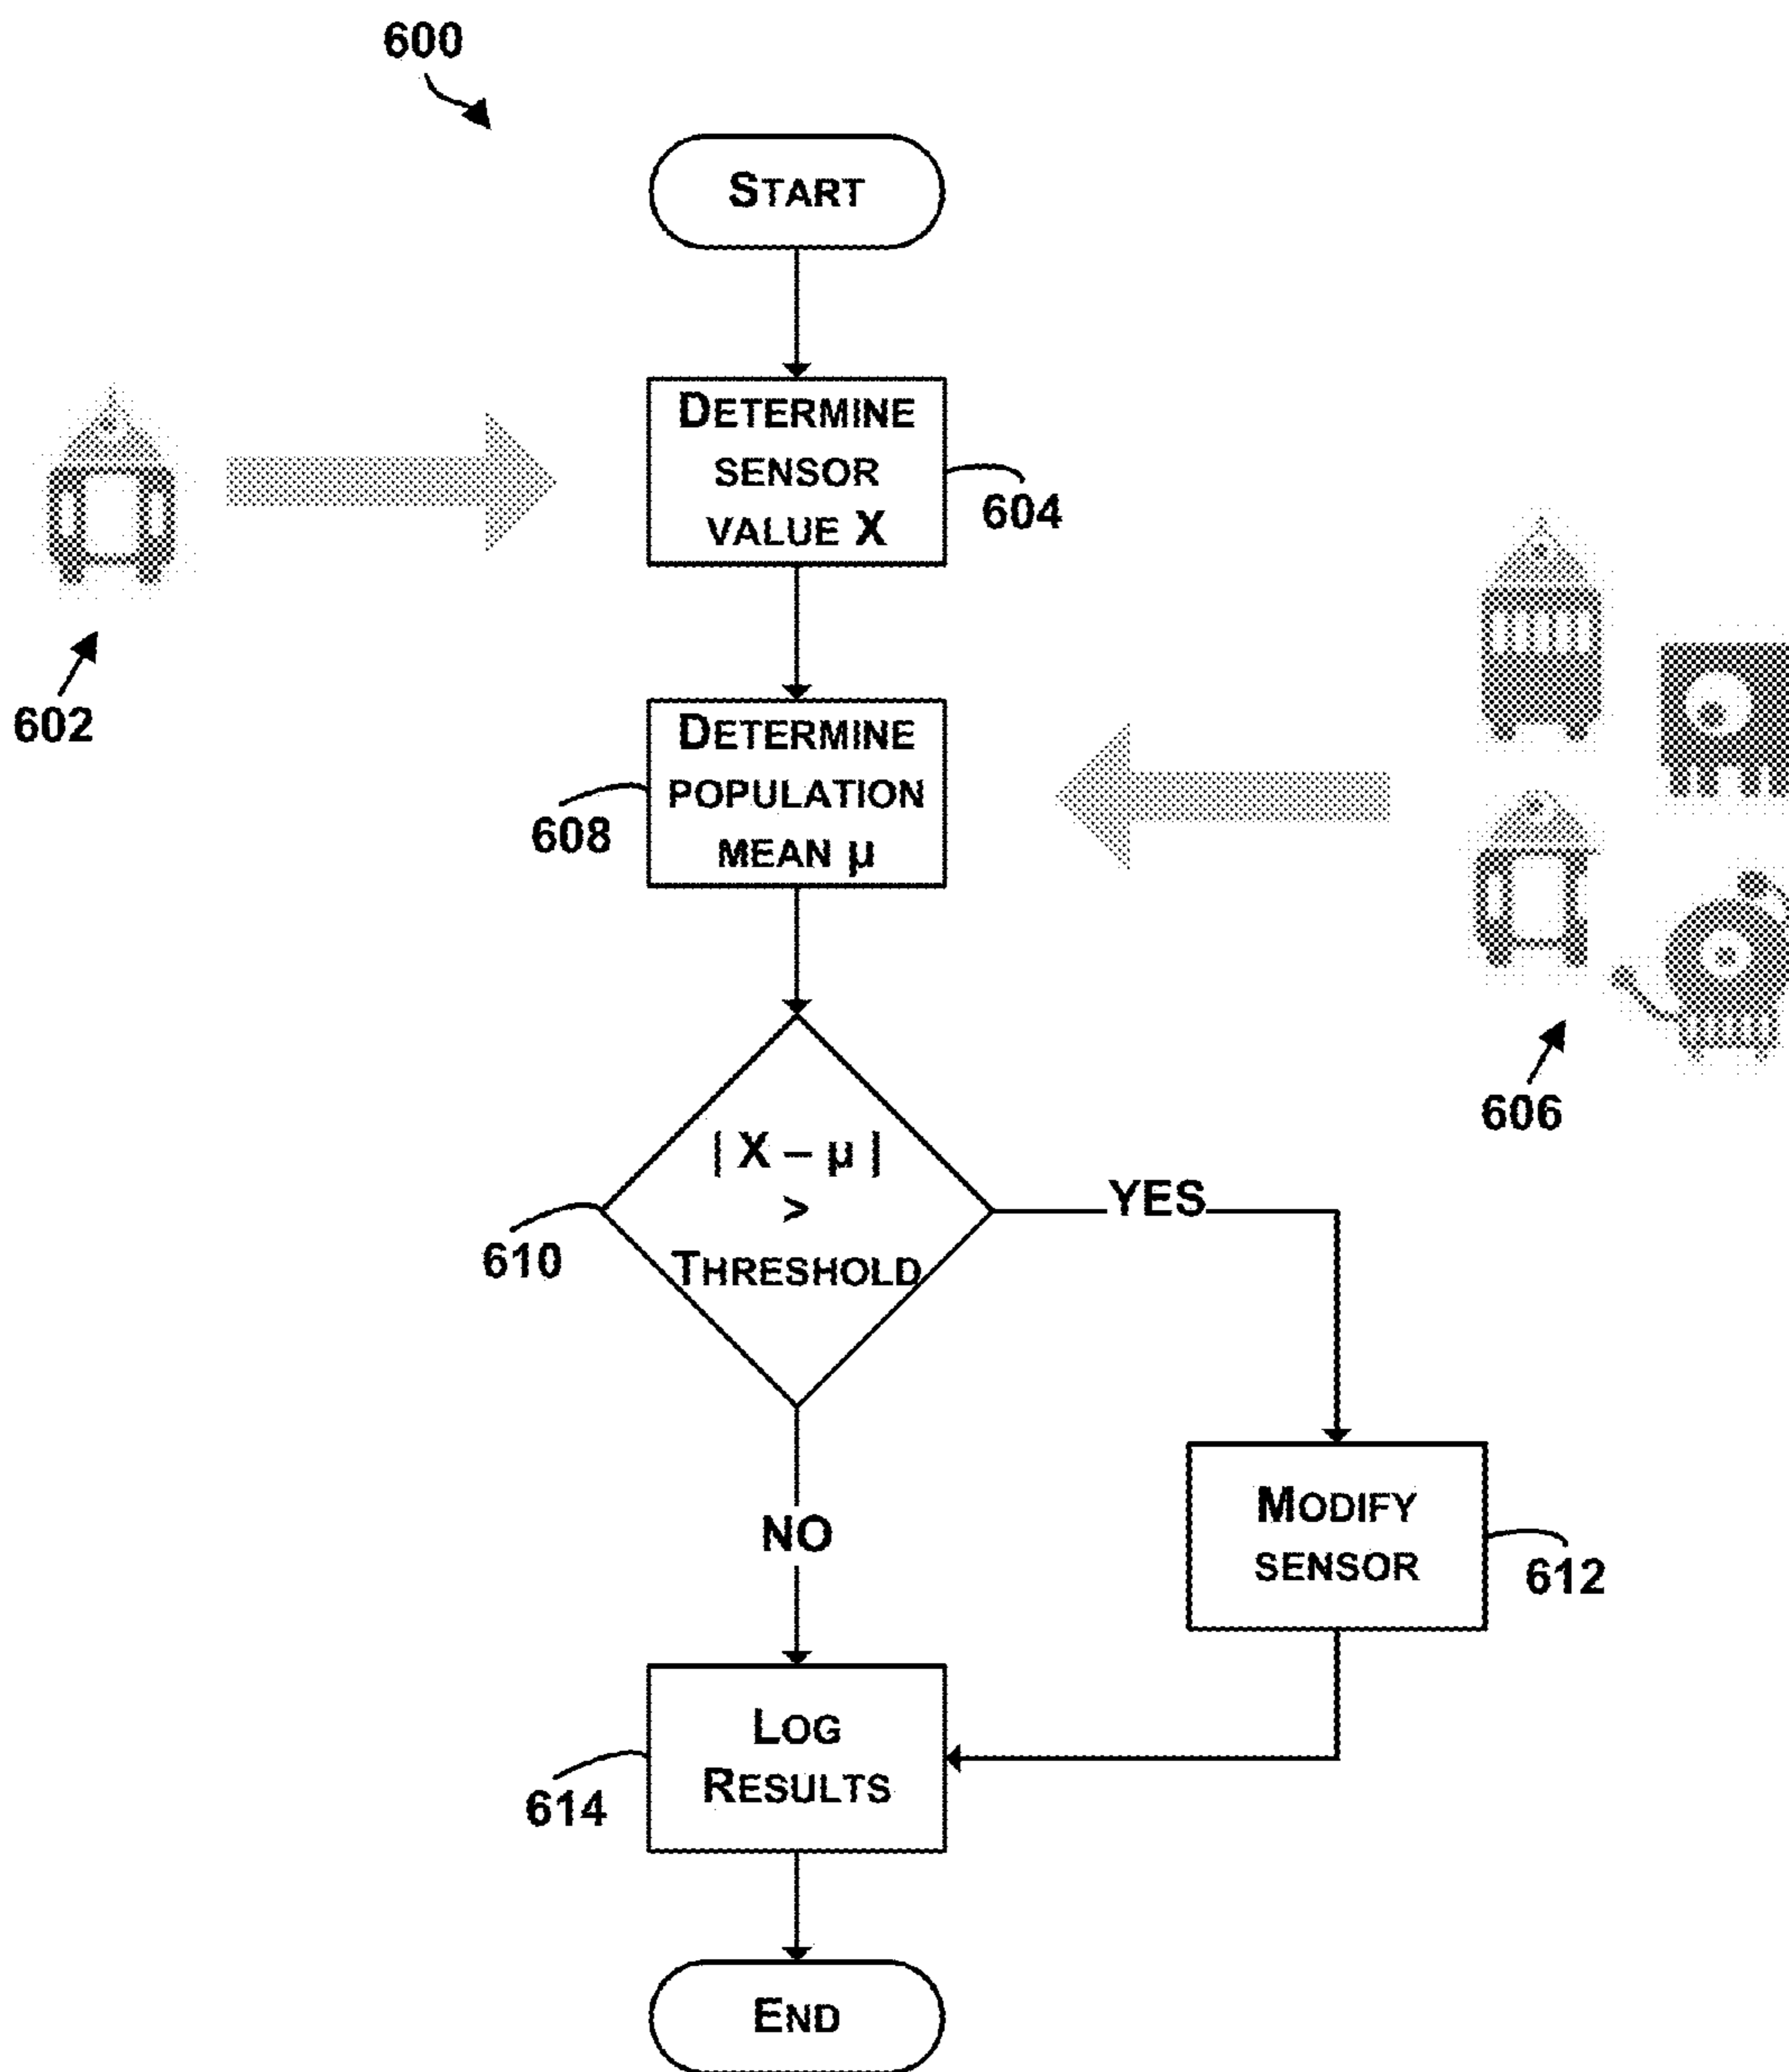 600
START
DETERMINE
SENSOR
VALUE X
604
602
DETERMINE
POPULATION
MEAN μ
608
606
| X – μ |
>
THRESHOLD
610
YES
NO
MODIFY
SENSOR
612
LOG
RESULTS
614
END